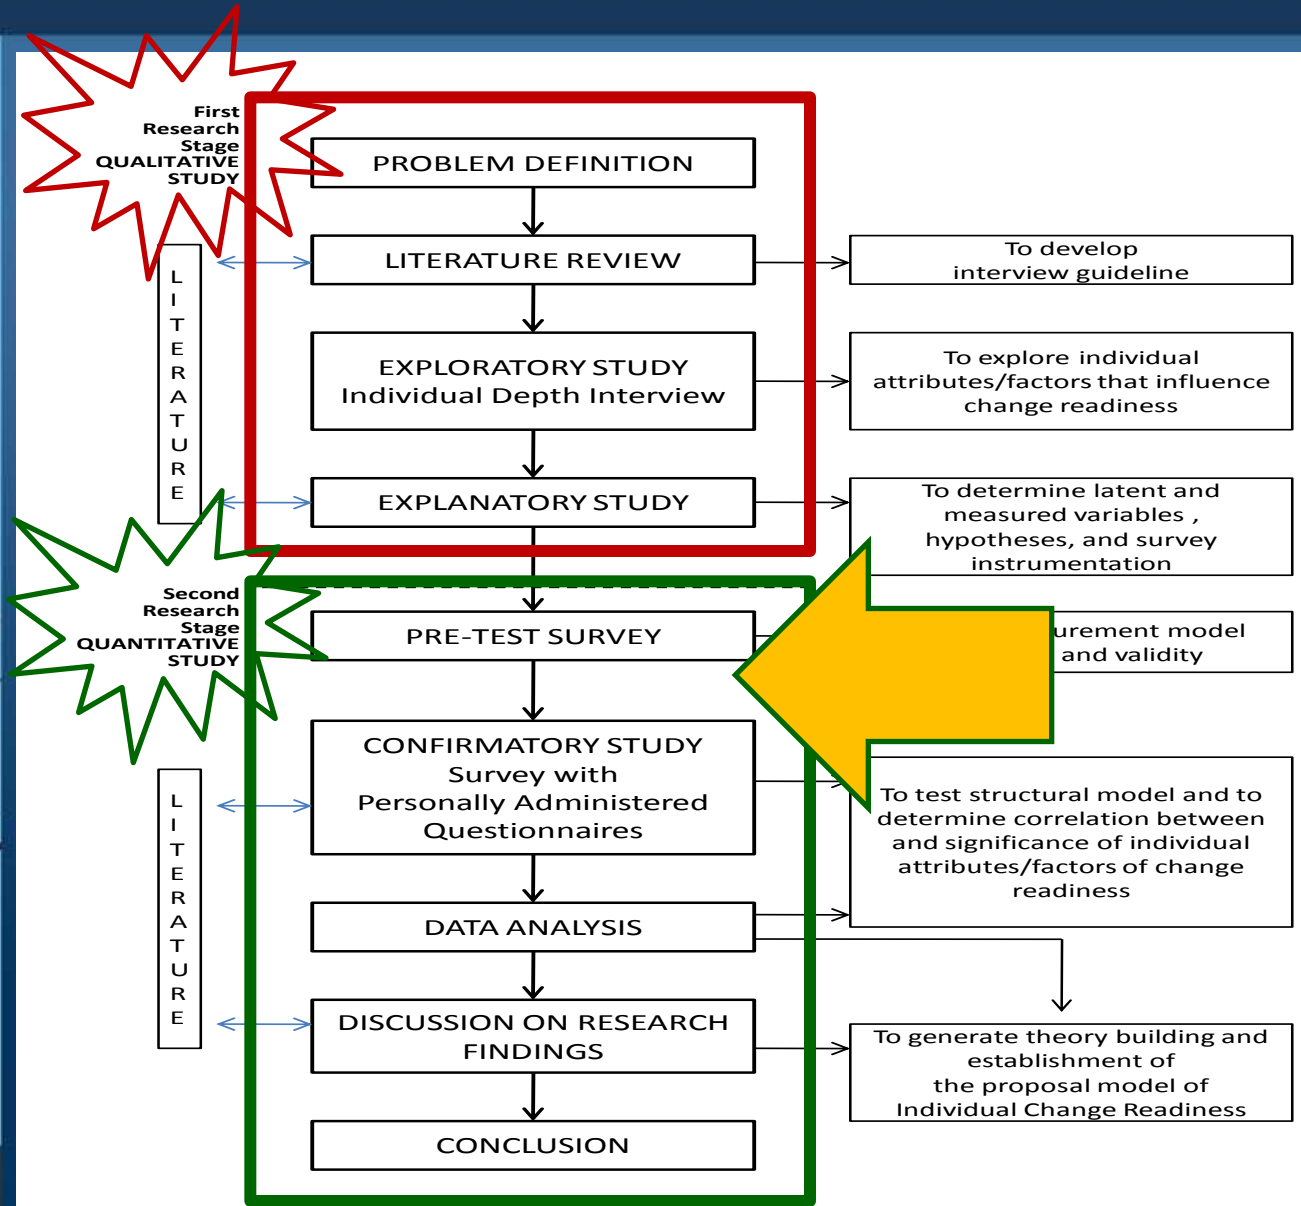 First
Research
Stage
QUALITATIVE
STUDY
PROBLEM DEFINITION
LITERATURE REVIEW
To develop
interview guideline
LITERATURE
EXPLORATORY STUDY
Individual Depth Interview
To explore individual
attributes/factors that influence
change readiness
EXPLANATORY STUDY
To determine latent and
measured variables ,
hypotheses, and survey
instrumentation
Second
Research
Stage
QUANTITATIVE
STUDY
PRE-TEST SURVEY
model
and validity
CONFIRMATORY STUDY
Survey with
Personally Administered
Questionnaires
To test structural model and to
determine correlation between
and significance of individual
attributes/factors of change
readiness
LITERATURE
DATA ANALYSIS
DISCUSSION ON RESEARCH
FINDINGS
To generate theory building and
establishment of
the proposal model of
Individual Change Readiness
CONCLUSION